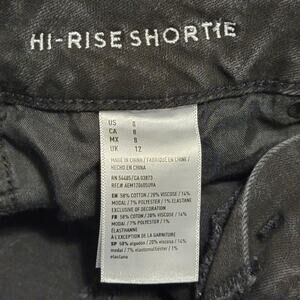 HI-RISE SHORTIE
US 8
CA 8
MX 8
UK 12
MADE IN CHINA / FABRIQUÉ EN CHINE /
HECHO EN CHINA
RN 54485/CA 03873
EN 58% COTTON / 20% VISCOSE / 14%
MODAL / 7% POLYESTER / 1% ELASTANE
EXCLUSIVE OF DECORATION
FR 58% COTON / 20% VISCOSE / 14%
MODAL / 7% POLYESTER / 1%
ÉLASTHANNE
À L'EXCEPTION DE LA GARNITURE
SP 58% algodón / 20% viscosa / 14%
modal / 7% / 1%
elastano